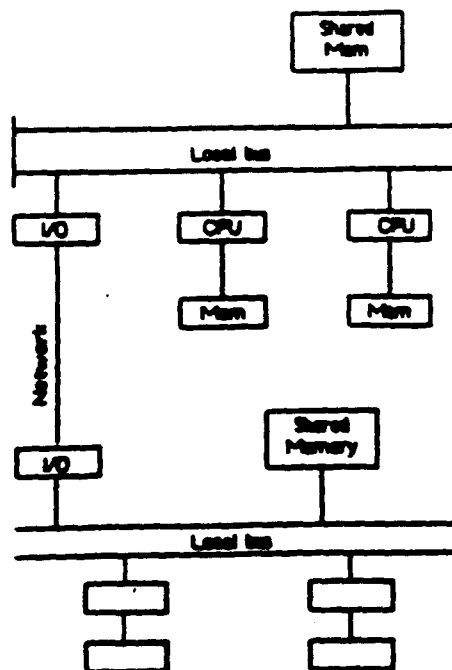 Shared
Mem
Local bus
I/O
CPU
CPU
Mem
Mem
Network
Shared
Memory
I/O
Local bus